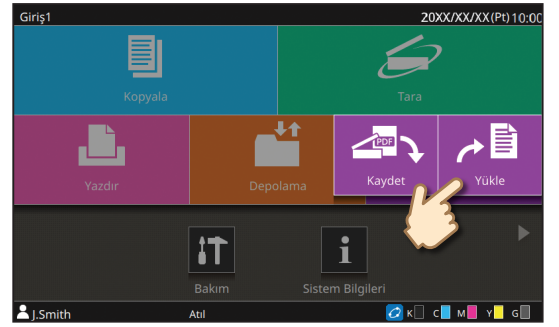 Giriş1 20XX/XX/XX(Pt)10:00
Kopyala Tara
PDF
Yazdır Depolama Kaydet Yükle
Bakım Sistem Bilgileri
J.Smith Atıl K C M Y G